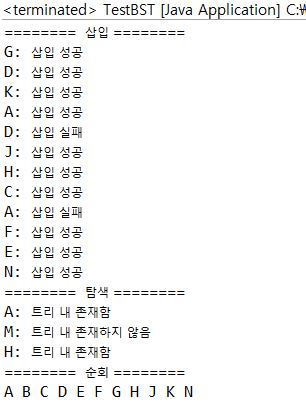 <terminated> TestBST [Java Application] C:\
======== 삽입 ========
G: 삽입 성공
D: 삽입 성공
K: 삽입 성공
A: 삽입 성공
D: 삽입 실패
J: 삽입 성공
H: 삽입 성공
C: 삽입 성공
A: 삽입 실패
F: 삽입 성공
E: 삽입 성공
N: 삽입 성공
======== 탐색 ========
A: 트리 내 존재함
M: 트리 내 존재하지 않음
H: 트리 내 존재함
======== 순회 ========
A B C D E F G H J K N